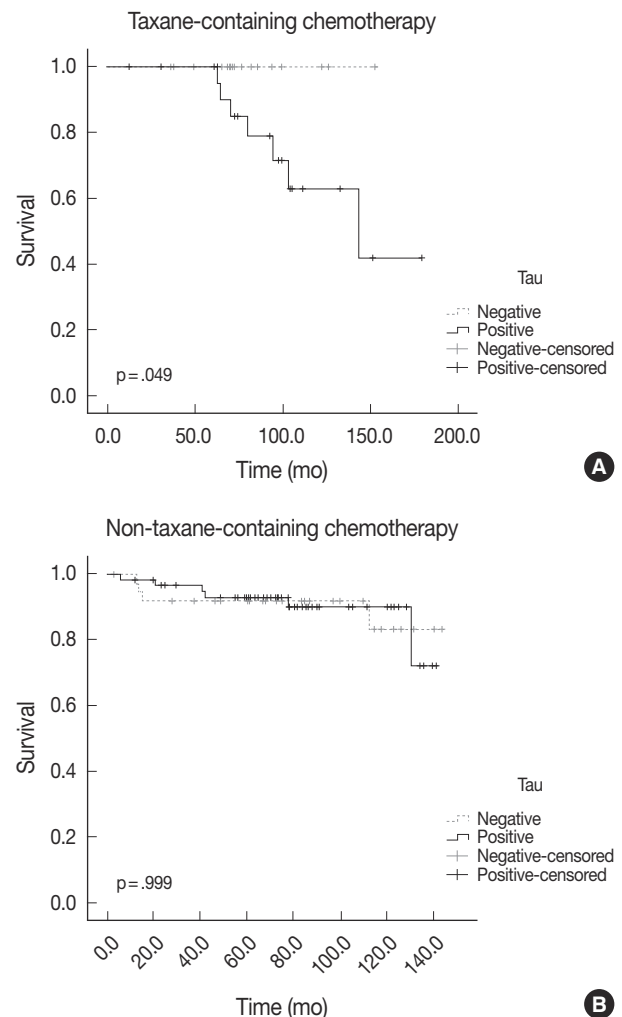 Taxane-containing chemotherapy
1.0
0.8
0.6
0.4
0.2
0.0
Survival
p=.049
0.0 50.0 100.0 150.0 200.0
Time (mo)
Tau
Negative
Positive
Negative-censored
Positive-censored
A
Non-taxane-containing chemotherapy
1.0
0.8
0.6
0.4
0.2
0.0
Survival
p=.999
0.0 20.0 40.0 60.0 80.0 100.0 120.0 140.0
Time (mo)
Tau
Negative
Positive
Negative-censored
Positive-censored
B